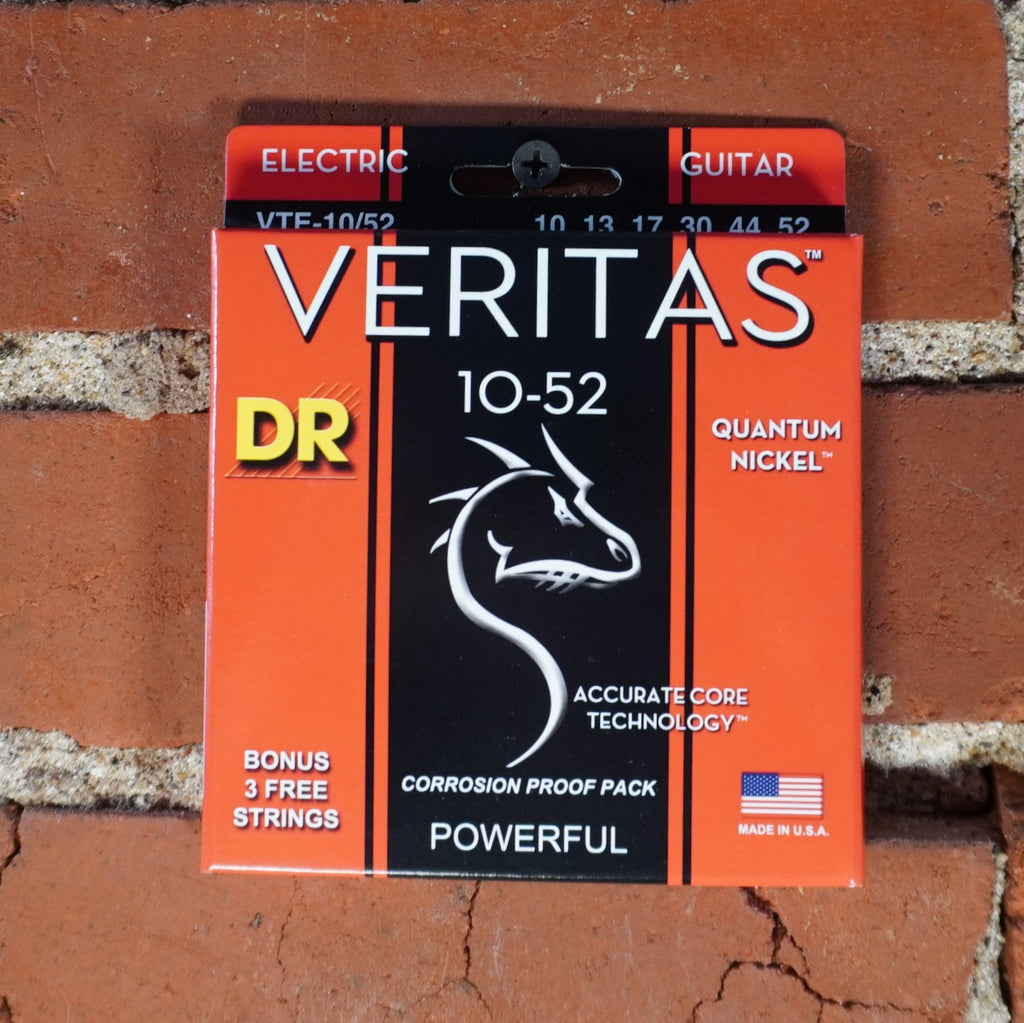 ELECTRIC GUITAR
VTE-10/52 10 13 17 30 44 52
VERITAS™
10-52
DR
QUANTUM
NICKEL™
ACCURATE CORE
TECHNOLOGY™
BONUS
3 FREE
STRINGS
CORROSION PROOF PACK
POWERFUL
MADE IN U.S.A.